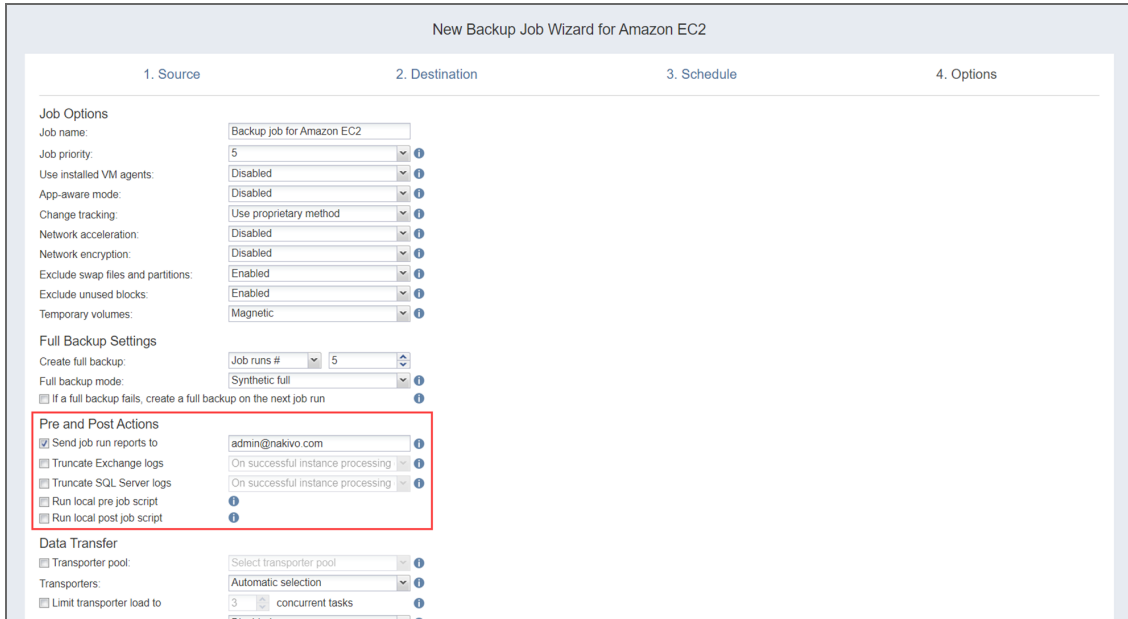 New Backup Job Wizard for Amazon EC2
1. Source 2. Destination 3. Schedule 4. Options
Job Options
Job name: Backup job for Amazon EC2
Job priority: 5
Use installed VM agents: Disabled
App-aware mode: Disabled
Change tracking: Use proprietary method
Network acceleration: Disabled
Network encryption: Disabled
Exclude swap files and partitions: Enabled
Exclude unused blocks: Enabled
Temporary volumes: Magnetic
Full Backup Settings
Create full backup: Job runs # 5
Full backup mode: Synthetic full
If a full backup fails, create a full backup on the next job run
Pre and Post Actions
Send job run reports to admin@nakivo.com
Truncate Exchange logs On successful instance processing
Truncate SQL Server logs On successful instance processing
Run local pre job script
Run local post job script
Data Transfer
Transporter pool: Select transporter pool
Transporters: Automatic selection
Limit transporter load to 3 concurrent tasks